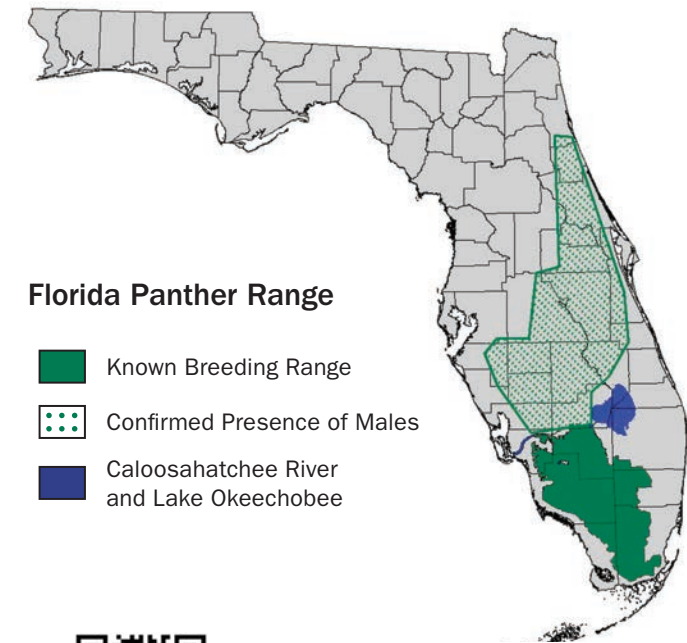 Florida Panther Range
Known Breeding Range
Confirmed Presence of Males
Caloosahatchee River
and Lake Okeechobee